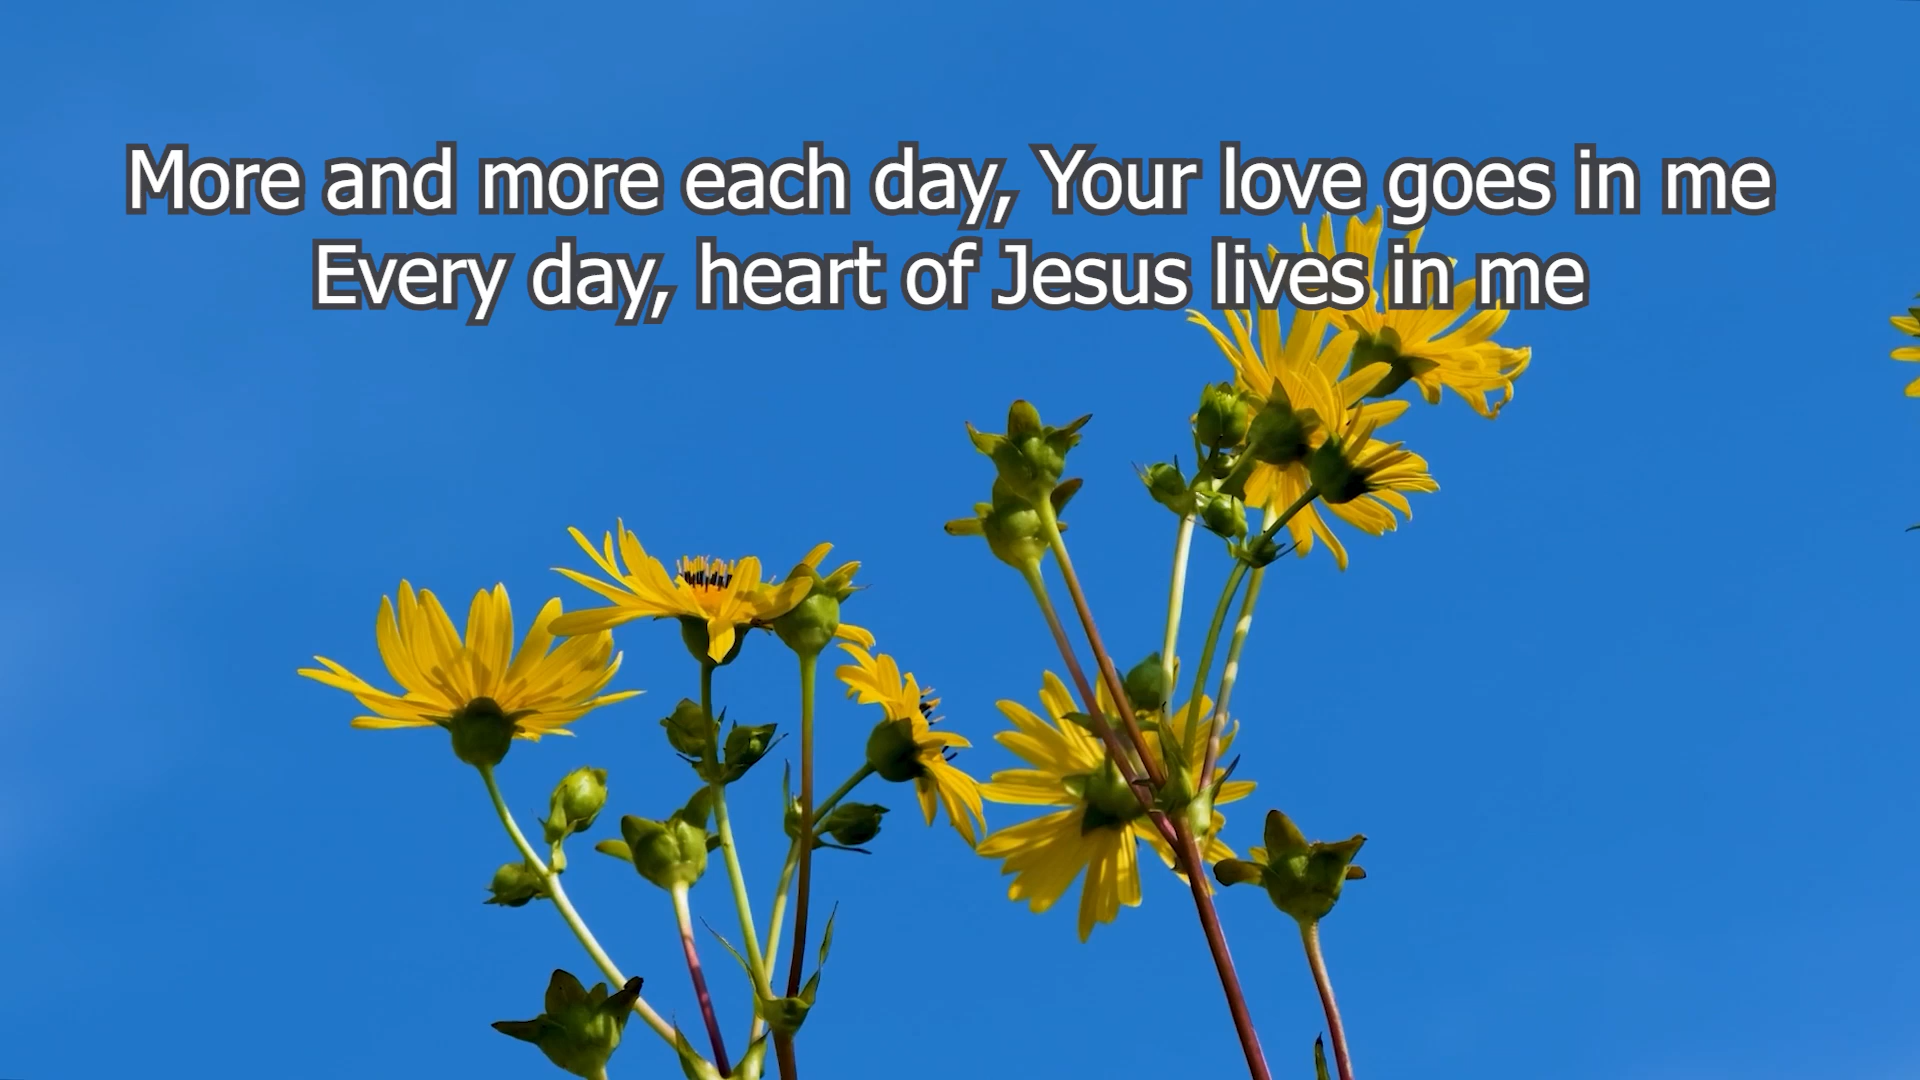 More and more each day, Your love goes in me
Every day, heart of Jesus lives in me